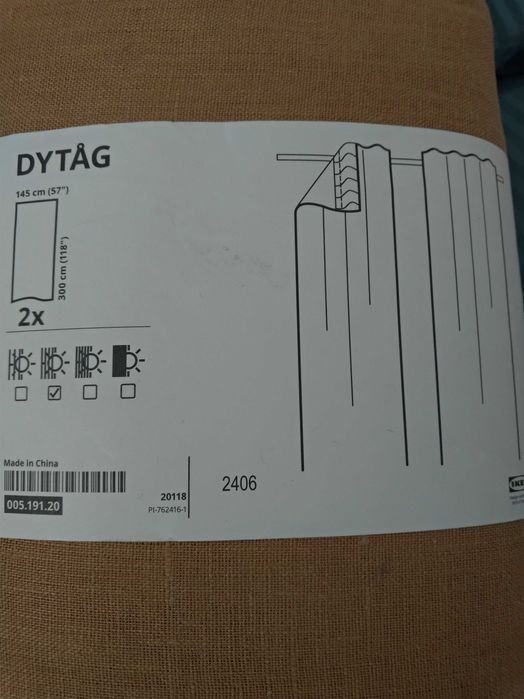 DYTÅG
145 cm (57")
300 cm (118")
2x
Made in China
005.191.20
20118
PI-762416-1
2406